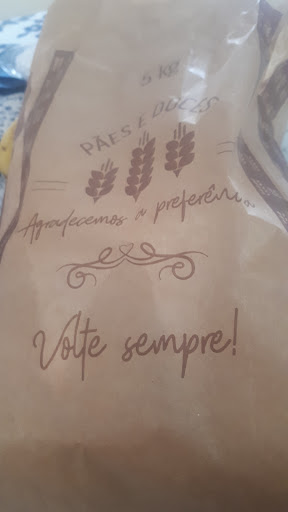 5 KG
PÃES E DOCES
Agradecemos a
Volte sempre!